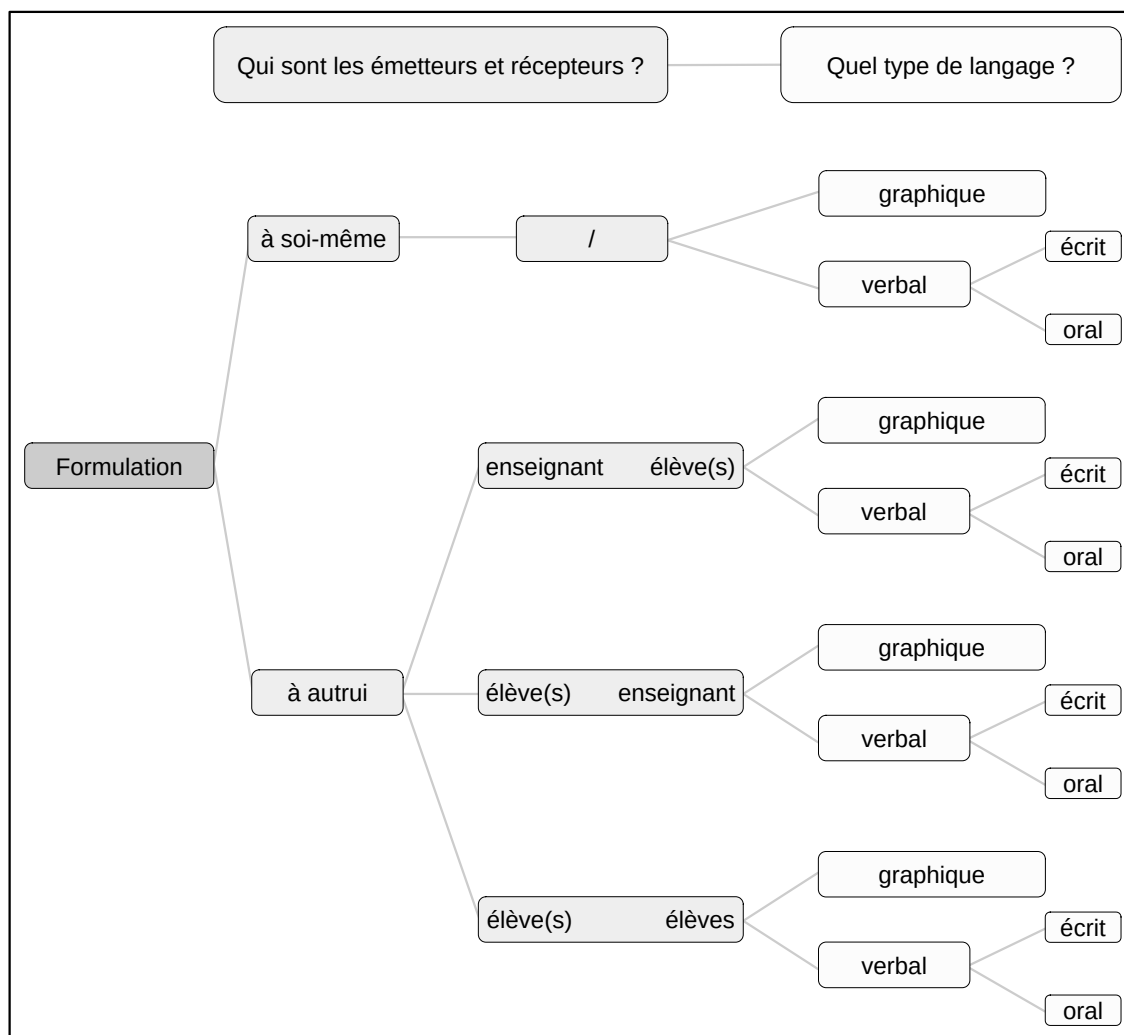 Qui sont les émetteurs et récepteurs ?
Quel type de langage ?
graphique
à soi-même
/
écrit
verbal
oral
graphique
Formulation
enseignant élève(s)
écrit
verbal
oral
graphique
à autrui
élève(s) enseignant
écrit
verbal
oral
graphique
élève(s) élèves
écrit
verbal
oral